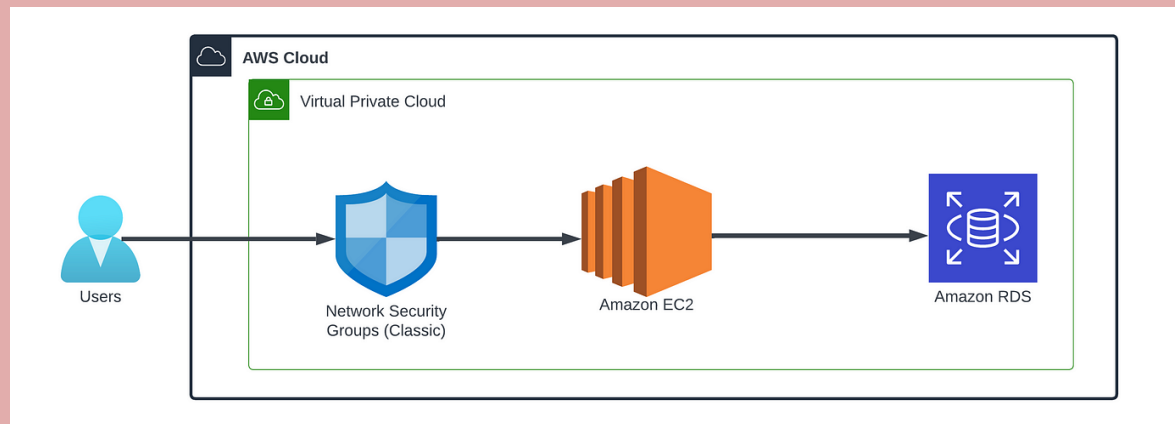 AWS Cloud
Virtual Private Cloud
Users
Network Security
Groups (Classic)
Amazon EC2
Amazon RDS